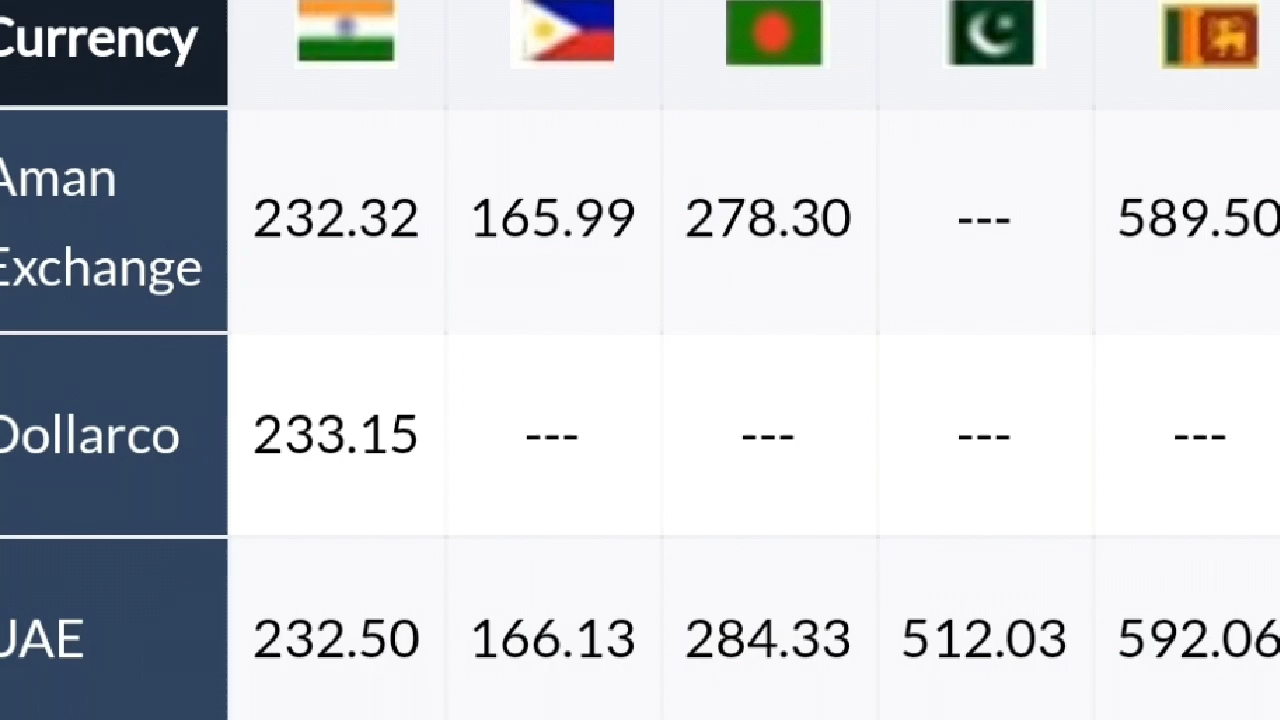 Currency
Aman
Exchange
232.32 165.99 278.30 --- 589.50
Dollarco 233.15 --- --- --- ---
UAE 232.50 166.13 284.33 512.03 592.06